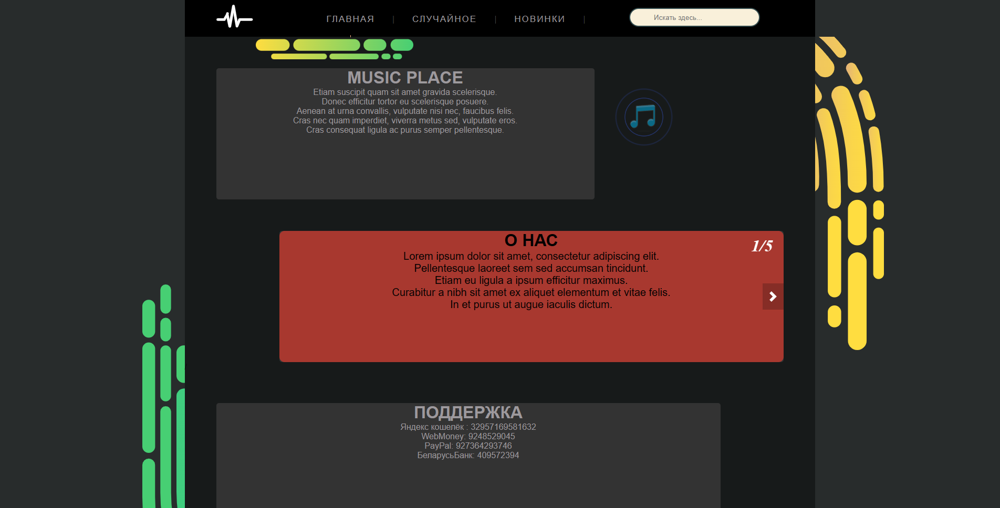 ГЛАВНАЯ | СЛУЧАЙНОЕ | НОВИНКИ | Искать здесь...
MUSIC PLACE
Etiam suscipit quam sit amet gravida scelerisque.
Donec efficitur tortor eu scelerisque posuere.
Aenean at urna convallis, vulputate nisi nec, faucibus felis.
Cras nec quam imperdiet, viverra metus sed, vulputate eros.
Cras consequat ligula ac purus semper pellentesque.
О НАС
1/5
Lorem ipsum dolor sit amet, consectetur adipiscing elit.
Pellentesque laoreet sem sed accumsan tincidunt.
Etiam eu ligula a ipsum efficitur maximus.
Curabitur a nibh sit amet ex aliquet elementum et vitae felis.
In et purus ut augue iaculis dictum.
ПОДДЕРЖКА
Яндекс кошелёк : 32957169581632
WebMoney: 9248529045
PayPal: 927364293746
БеларусьБанк: 409572394